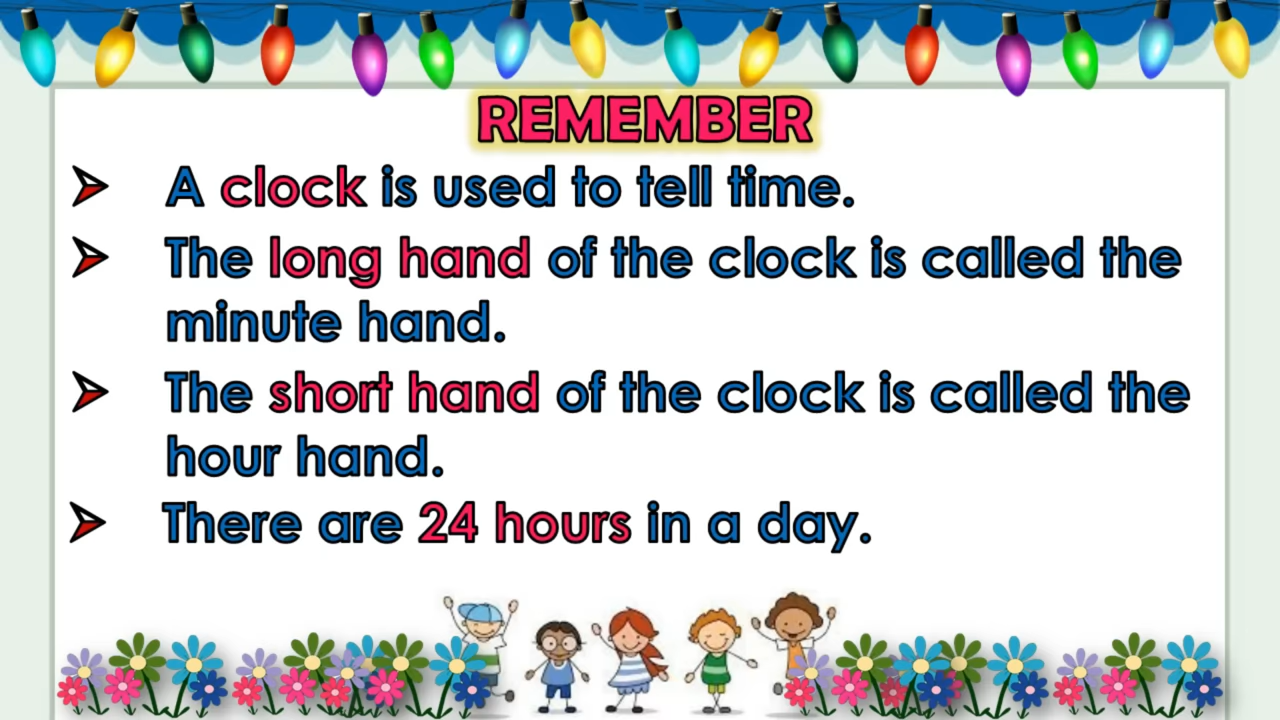 REMEMBER
A clock is used to tell time.
The long hand of the clock is called the
minute hand.
The short hand of the clock is called the
hour hand.
There are 24 hours in a day.